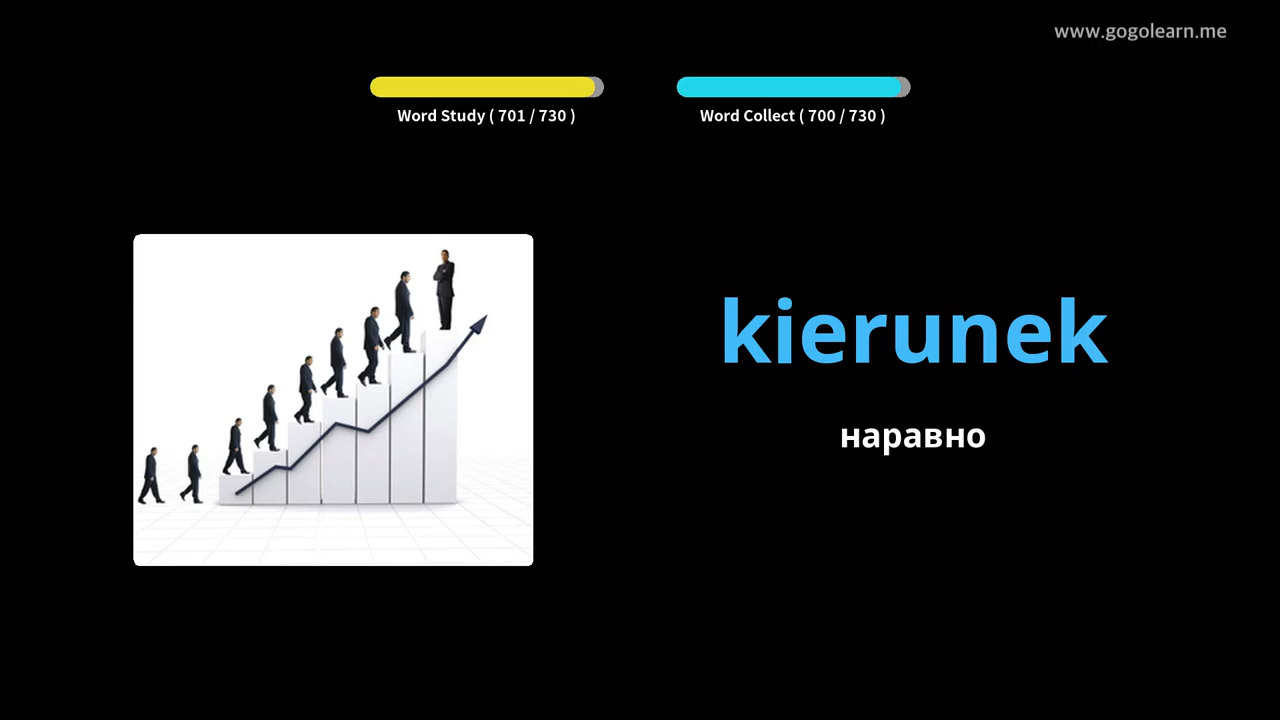 www.gogolearn.me
Word Study ( 701 / 730 )
Word Collect ( 700 / 730 )
kierunek
наравно